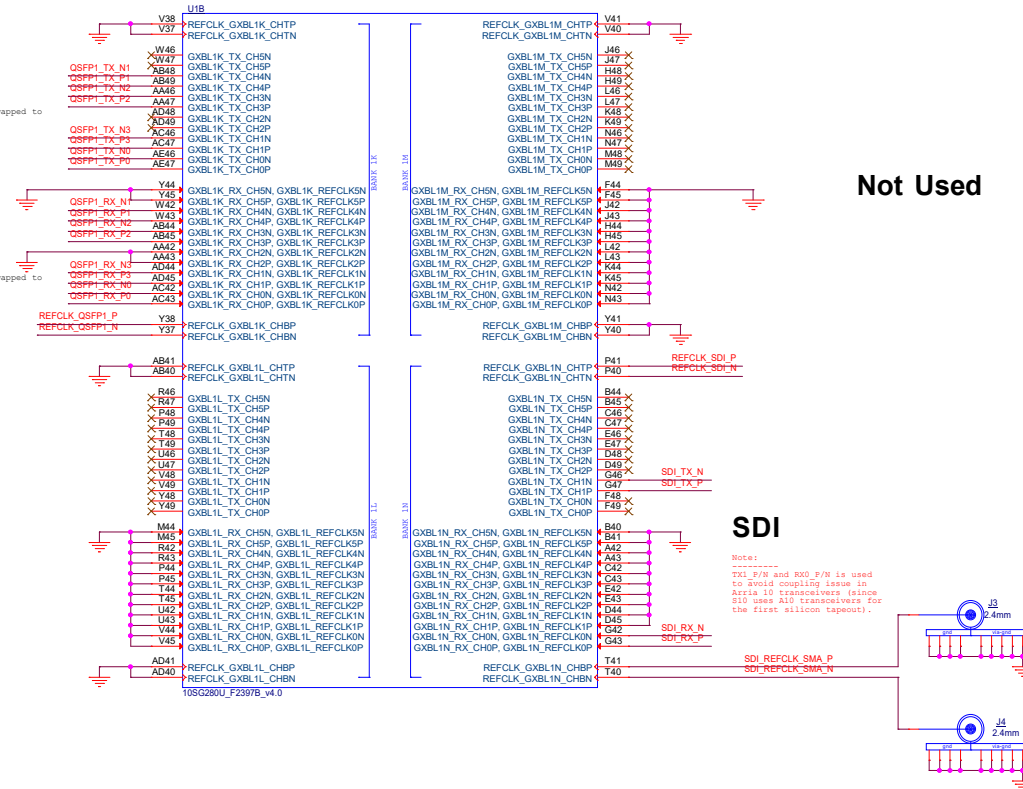 U1B
V38 REFCLK_GXBL1K_CHTP
V37 REFCLK_GXBL1K_CHTN
W46 GXBL1K_TX_CH5N
W47 GXBL1K_TX_CH5P
QSFP1_TX_N1 AB48 GXBL1K_TX_CH4N
QSFP1_TX_P1 AB49 GXBL1K_TX_CH4P
QSFP1_TX_N2 AA46 GXBL1K_TX_CH3N
QSFP1_TX_P2 AA47 GXBL1K_TX_CH3P
apped to
AD48 GXBL1K_TX_CH2N
AD49 GXBL1K_TX_CH2P
QSFP1_TX_N3 AC46 GXBL1K_TX_CH1N
QSFP1_TX_P3 AC47 GXBL1K_TX_CH1P
QSFP1_TX_N0 AE46 GXBL1K_TX_CH0N
QSFP1_TX_P0 AE47 GXBL1K_TX_CH0P
Y44 GXBL1K_RX_CH5N, GXBL1K_REFCLK5N
Y45 GXBL1K_RX_CH5P, GXBL1K_REFCLK5P
QSFP1_RX_N1 W42 GXBL1K_RX_CH4N, GXBL1K_REFCLK4N
QSFP1_RX_P1 W43 GXBL1K_RX_CH4P, GXBL1K_REFCLK4P
QSFP1_RX_N2 AB44 GXBL1K_RX_CH3N, GXBL1K_REFCLK3N
QSFP1_RX_P2 AB45 GXBL1K_RX_CH3P, GXBL1K_REFCLK3P
AA42 GXBL1K_RX_CH2N, GXBL1K_REFCLK2N
AA43 GXBL1K_RX_CH2P, GXBL1K_REFCLK2P
QSFP1_RX_N3 AD44 GXBL1K_RX_CH1N, GXBL1K_REFCLK1N
QSFP1_RX_P3 AD45 GXBL1K_RX_CH1P, GXBL1K_REFCLK1P
apped to
QSFP1_RX_N0 AC42 GXBL1K_RX_CH0N, GXBL1K_REFCLK0N
QSFP1_RX_P0 AC43 GXBL1K_RX_CH0P, GXBL1K_REFCLK0P
REFCLK_QSFP1_P Y38 REFCLK_GXBL1K_CHBP
REFCLK_QSFP1_N Y37 REFCLK_GXBL1K_CHBN
BANK 1K
BANK 1M
REFCLK_GXBL1M_CHTP V41
REFCLK_GXBL1M_CHTN V40
GXBL1M_TX_CH5N J46
GXBL1M_TX_CH5P J47
GXBL1M_TX_CH4N H48
GXBL1M_TX_CH4P H49
GXBL1M_TX_CH3N L46
GXBL1M_TX_CH3P L47
GXBL1M_TX_CH2N K48
GXBL1M_TX_CH2P K49
GXBL1M_TX_CH1N N46
GXBL1M_TX_CH1P N47
GXBL1M_TX_CH0N M48
GXBL1M_TX_CH0P M49
GXBL1M_RX_CH5N, GXBL1M_REFCLK5N F44
GXBL1M_RX_CH5P, GXBL1M_REFCLK5P F45
GXBL1M_RX_CH4N, GXBL1M_REFCLK4N J42
GXBL1M_RX_CH4P, GXBL1M_REFCLK4P J43
GXBL1M_RX_CH3N, GXBL1M_REFCLK3N H44
GXBL1M_RX_CH3P, GXBL1M_REFCLK3P H45
GXBL1M_RX_CH2N, GXBL1M_REFCLK2N L42
GXBL1M_RX_CH2P, GXBL1M_REFCLK2P L43
GXBL1M_RX_CH1N, GXBL1M_REFCLK1N K44
GXBL1M_RX_CH1P, GXBL1M_REFCLK1P K45
GXBL1M_RX_CH0N, GXBL1M_REFCLK0N N42
GXBL1M_RX_CH0P, GXBL1M_REFCLK0P N43
REFCLK_GXBL1M_CHBP Y41
REFCLK_GXBL1M_CHBN Y40
Not Used
AB41 REFCLK_GXBL1L_CHTP
AB40 REFCLK_GXBL1L_CHTN
R46 GXBL1L_TX_CH5N
R47 GXBL1L_TX_CH5P
P48 GXBL1L_TX_CH4N
P49 GXBL1L_TX_CH4P
T48 GXBL1L_TX_CH3N
T49 GXBL1L_TX_CH3P
U46 GXBL1L_TX_CH2N
U47 GXBL1L_TX_CH2P
V48 GXBL1L_TX_CH1N
V49 GXBL1L_TX_CH1P
Y48 GXBL1L_TX_CH0N
Y49 GXBL1L_TX_CH0P
M44 GXBL1L_RX_CH5N, GXBL1L_REFCLK5N
M45 GXBL1L_RX_CH5P, GXBL1L_REFCLK5P
R42 GXBL1L_RX_CH4N, GXBL1L_REFCLK4N
R43 GXBL1L_RX_CH4P, GXBL1L_REFCLK4P
P44 GXBL1L_RX_CH3N, GXBL1L_REFCLK3N
P45 GXBL1L_RX_CH3P, GXBL1L_REFCLK3P
T44 GXBL1L_RX_CH2N, GXBL1L_REFCLK2N
T45 GXBL1L_RX_CH2P, GXBL1L_REFCLK2P
U42 GXBL1L_RX_CH1N, GXBL1L_REFCLK1N
U43 GXBL1L_RX_CH1P, GXBL1L_REFCLK1P
V44 GXBL1L_RX_CH0N, GXBL1L_REFCLK0N
V45 GXBL1L_RX_CH0P, GXBL1L_REFCLK0P
AD41 REFCLK_GXBL1L_CHBP
AD40 REFCLK_GXBL1L_CHBN
BANK 1L
BANK 1N
REFCLK_GXBL1N_CHTP P41 REFCLK_SDI_P
REFCLK_GXBL1N_CHTN P40 REFCLK_SDI_N
GXBL1N_TX_CH5N B44
GXBL1N_TX_CH5P B45
GXBL1N_TX_CH4N C46
GXBL1N_TX_CH4P C47
GXBL1N_TX_CH3N E46
GXBL1N_TX_CH3P E47
GXBL1N_TX_CH2N D48
GXBL1N_TX_CH2P D49
GXBL1N_TX_CH1N G46 SDI_TX_N
GXBL1N_TX_CH1P G47 SDI_TX_P
GXBL1N_TX_CH0N F48
GXBL1N_TX_CH0P F49
GXBL1N_RX_CH5N, GXBL1N_REFCLK5N B40
GXBL1N_RX_CH5P, GXBL1N_REFCLK5P B41
GXBL1N_RX_CH4N, GXBL1N_REFCLK4N A42
GXBL1N_RX_CH4P, GXBL1N_REFCLK4P A43
GXBL1N_RX_CH3N, GXBL1N_REFCLK3N C42
GXBL1N_RX_CH3P, GXBL1N_REFCLK3P C43
GXBL1N_RX_CH2N, GXBL1N_REFCLK2N E42
GXBL1N_RX_CH2P, GXBL1N_REFCLK2P E43
GXBL1N_RX_CH1N, GXBL1N_REFCLK1N D44
GXBL1N_RX_CH1P, GXBL1N_REFCLK1P D45
GXBL1N_RX_CH0N, GXBL1N_REFCLK0N G42 SDI_RX_N
GXBL1N_RX_CH0P, GXBL1N_REFCLK0P G43 SDI_RX_P
REFCLK_GXBL1N_CHBP T41 SDI_REFCLK_SMA_P
REFCLK_GXBL1N_CHBN T40 SDI_REFCLK_SMA_N
10SG280U_F2397B_v4.0
SDI
Note:
---------
TX1_P/N and RX0_P/N is used
to avoid coupling issue in
Arria 10 transceivers (since
S10 uses A10 transceivers for
the first silicon tapeout).
J3
2.4mm
gnd via-gnd
J4
2.4mm
gnd via-gnd